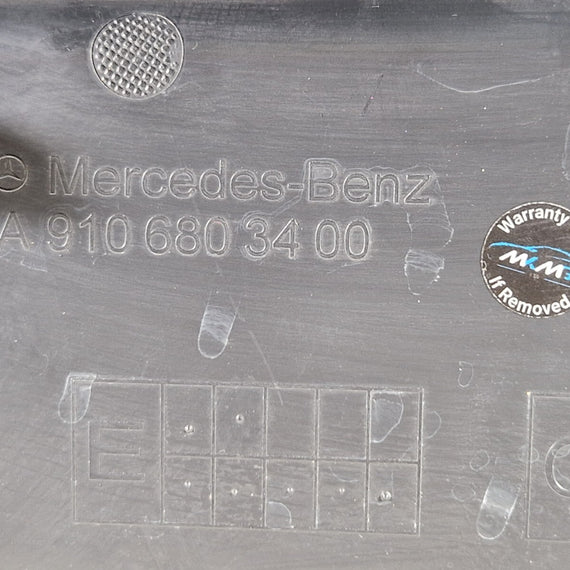 Mercedes-Benz
A 910 680 34 00
Warranty
If Removed
E